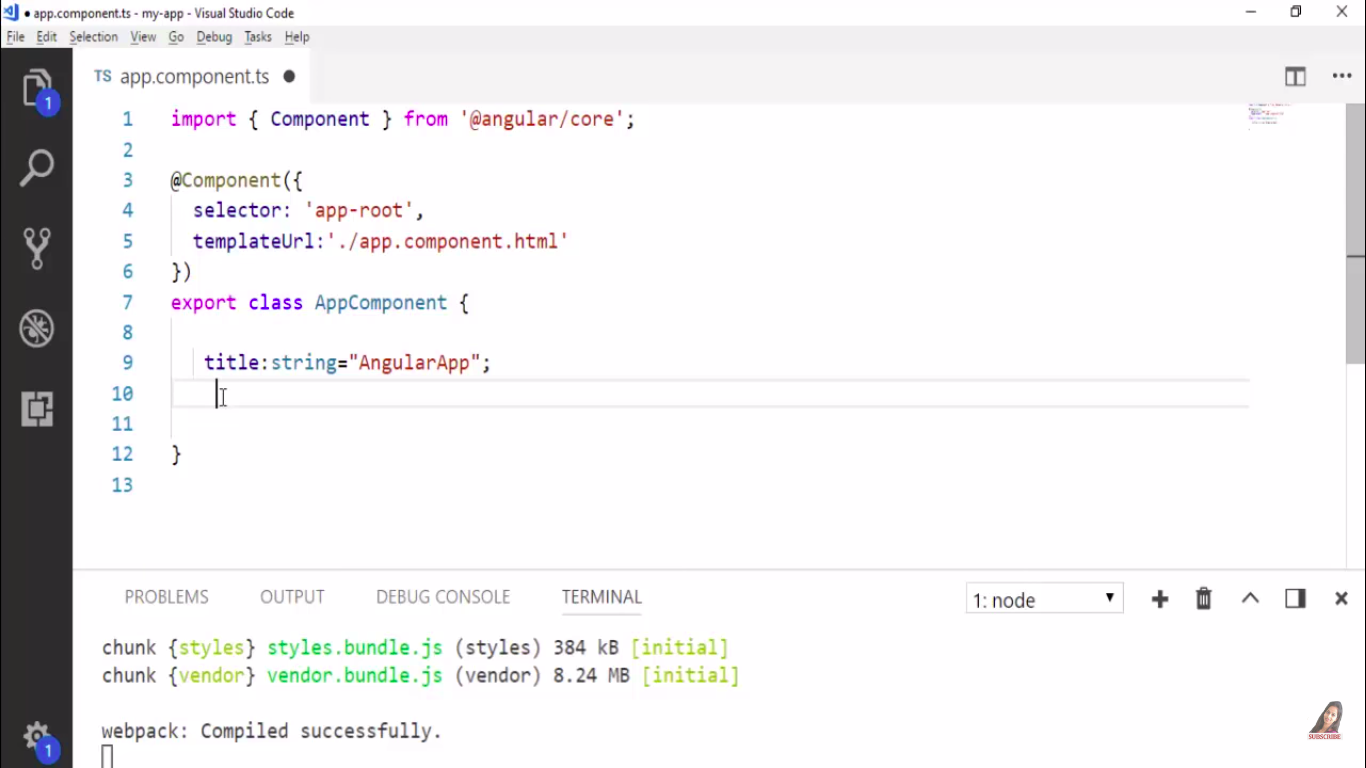 ● app.component.ts - my-app - Visual Studio Code
File Edit Selection View Go Debug Tasks Help
1
TS app.component.ts ●
1 import { Component } from '@angular/core';
2
3 @Component({
4 selector: 'app-root',
5 templateUrl:'./app.component.html'
6 })
7 export class AppComponent {
8
9 title:string="AngularApp";
10
11
12 }
13
PROBLEMS OUTPUT DEBUG CONSOLE TERMINAL 1: node
chunk {styles} styles.bundle.js (styles) 384 kB [initial]
chunk {vendor} vendor.bundle.js (vendor) 8.24 MB [initial]
webpack: Compiled successfully.
1
SUBSCRIBE